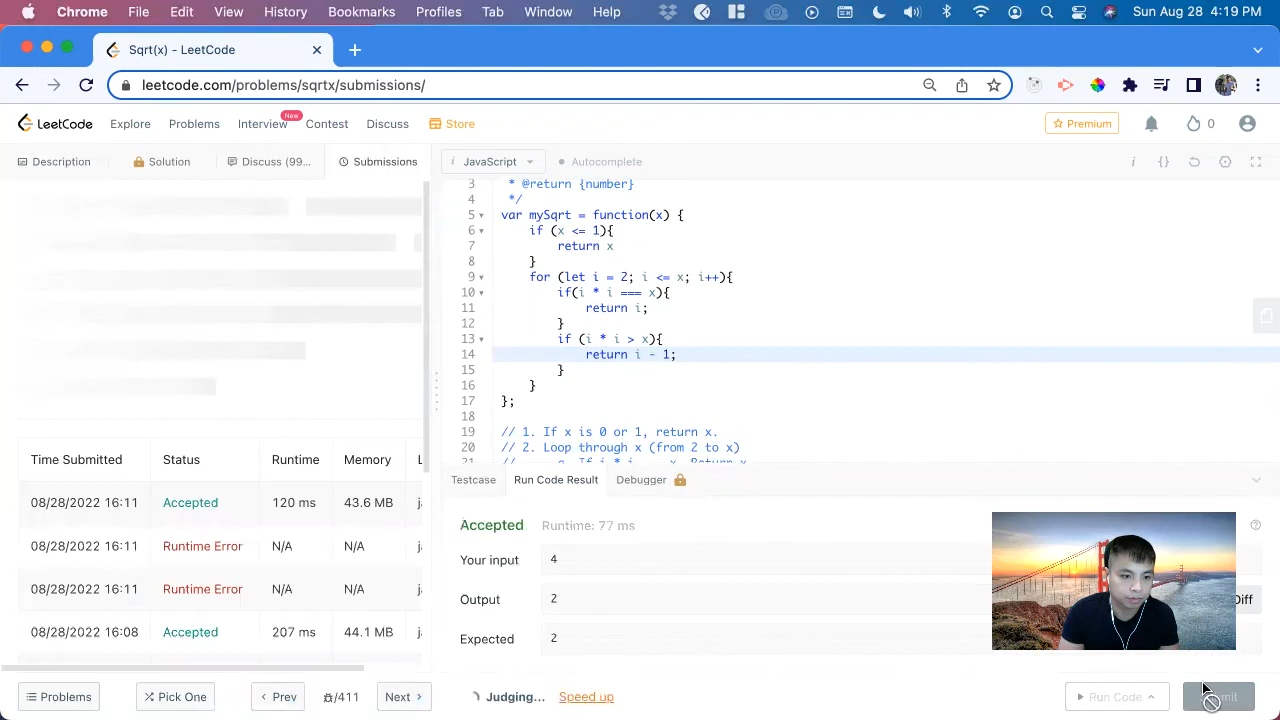 Chrome File Edit View History Bookmarks Profiles Tab Window Help Sun Aug 28 4:19 PM
Sqrt(x) - LeetCode
leetcode.com/problems/sqrtx/submissions/
LeetCode Explore Problems Interview New Contest Discuss Store Premium 0
Description Solution Discuss (99... Submissions i JavaScript Autocomplete i {}
3 * @return {number}
4 */
5 var mySqrt = function(x) {
6 if (x <= 1){
7 return x
8 }
9 for (let i = 2; i <= x; i++){
10 if(i * i === x){
11 return i;
12 }
13 if (i * i > x){
14 return i - 1;
15 }
16 }
17 };
18
19 // 1. If x is 0 or 1, return x.
20 // 2. Loop through x (from 2 to x)
Testcase Run Code Result Debugger
Time Submitted Status Runtime Memory
08/28/2022 16:11 Accepted 120 ms 43.6 MB
08/28/2022 16:11 Runtime Error N/A N/A
08/28/2022 16:11 Runtime Error N/A N/A
08/28/2022 16:08 Accepted 207 ms 44.1 MB
Accepted Runtime: 77 ms
Your input 4
Output 2 Diff
Expected 2
Problems Pick One Prev /411 Next Judging... Speed up Run Code